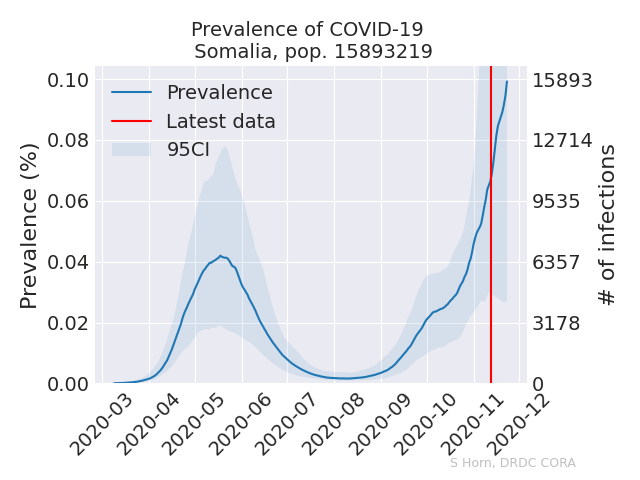 Prevalence of COVID-19
Somalia, pop. 15893219
Prevalence
Latest data
95CI
Prevalence (%)
0.10
0.08
0.06
0.04
0.02
0.00
15893
12714
9535
6357
3178
0
# of infections
2020-03
2020-04
2020-05
2020-06
2020-07
2020-08
2020-09
2020-10
2020-11
2020-12
S Horn, DRDC CORA